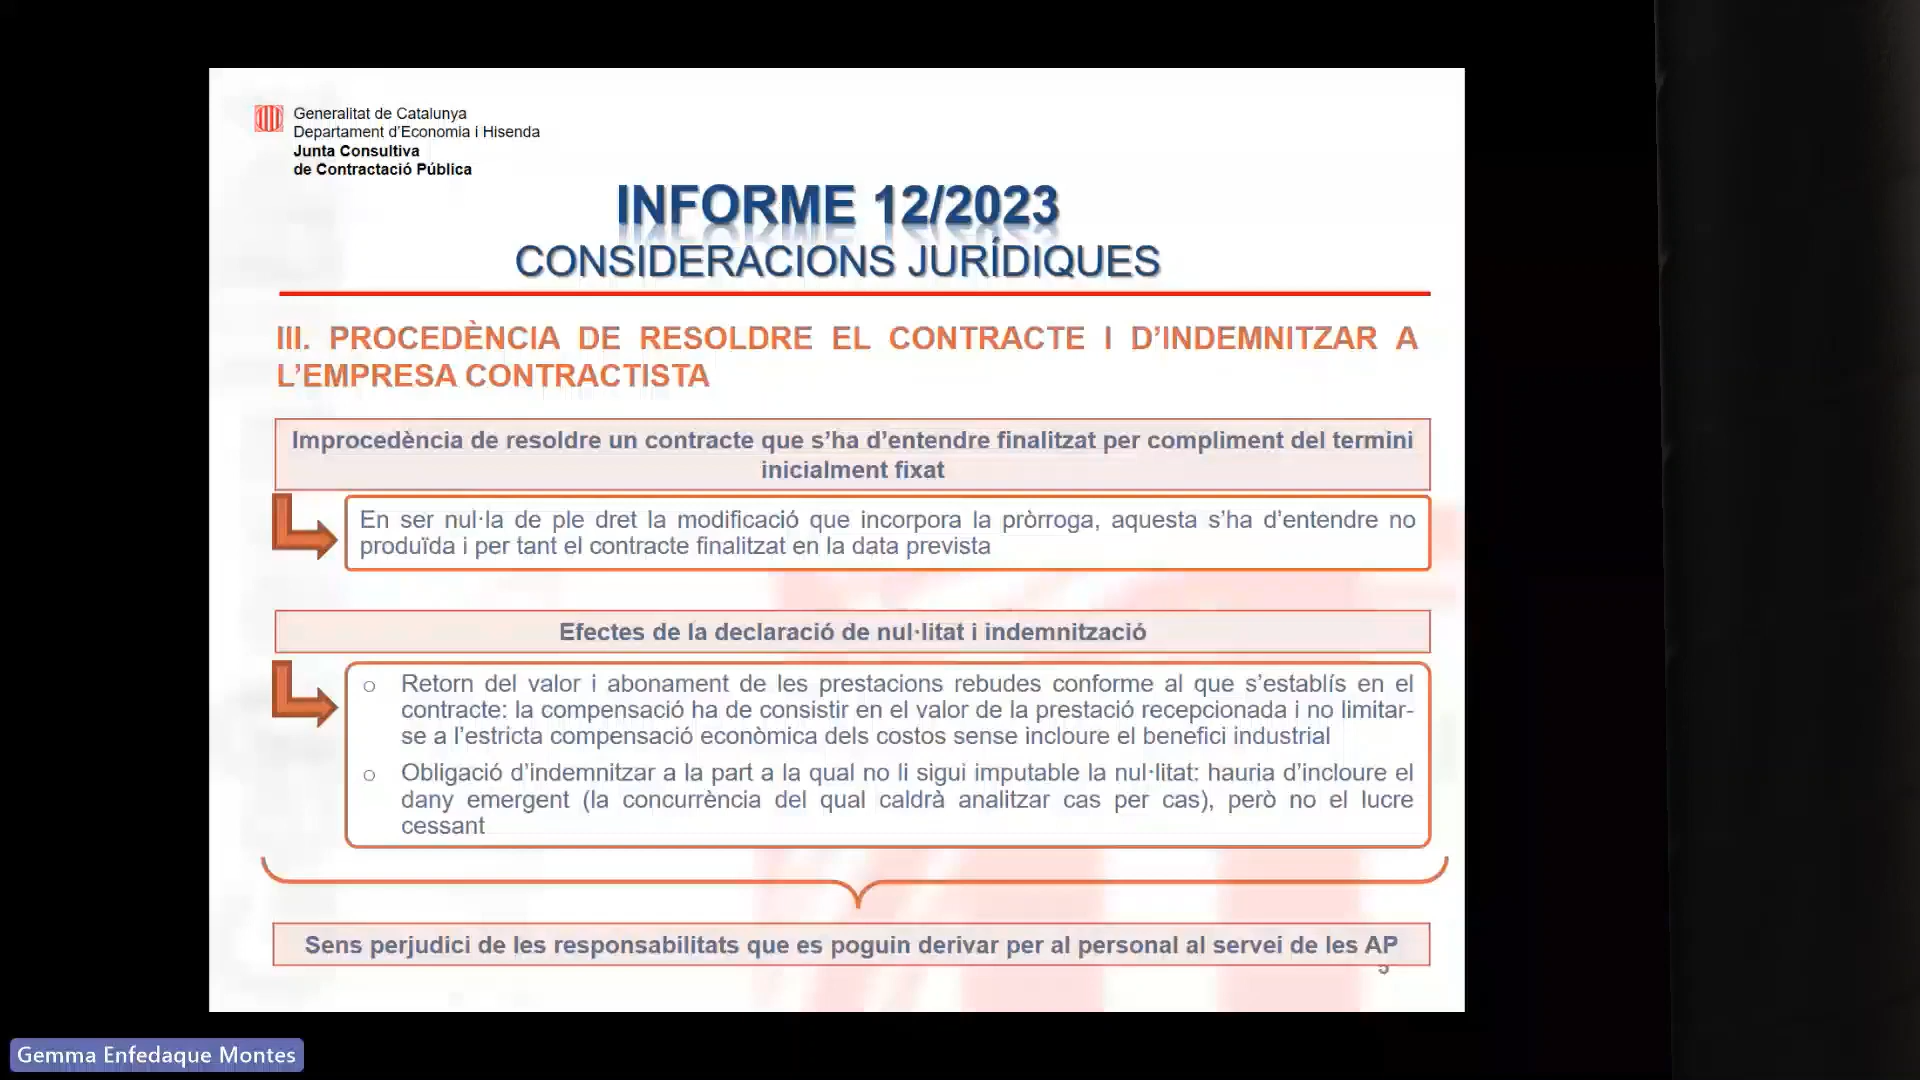 Generalitat de Catalunya
Departament d'Economia i Hisenda
Junta Consultiva
de Contractació Pública
INFORME 12/2023
CONSIDERACIONS JURÍDIQUES
III. PROCEDÈNCIA DE RESOLDRE EL CONTRACTE I D'INDEMNITZAR A
L'EMPRESA CONTRACTISTA
Improcedència de resoldre un contracte que s'ha d'entendre finalitzat per compliment del termini
inicialment fixat
En ser nul·la de ple dret la modificació que incorpora la pròrroga, aquesta s'ha d'entendre no
produïda i per tant el contracte finalitzat en la data prevista
Efectes de la declaració de nul·litat i indemnització
o Retorn del valor i abonament de les prestacions rebudes conforme al que s'establís en el
contracte: la compensació ha de consistir en el valor de la prestació recepcionada i no limitar-
se a l'estricta compensació econòmica dels costos sense incloure el benefici industrial
o Obligació d'indemnitzar a la part a la qual no li sigui imputable la nul·litat: hauria d'incloure el
dany emergent (la concurrència del qual caldrà analitzar cas per cas), però no el lucre
cessant
Sens perjudici de les responsabilitats que es poguin derivar per al personal al servei de les AP
Gemma Enfedaque Montes